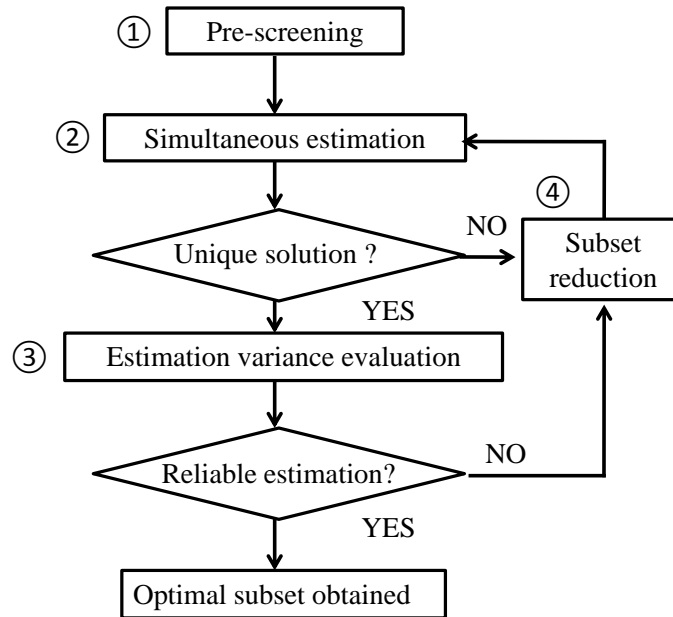 ① Pre-screening
② Simultaneous estimation
④
Unique solution ?
NO
Subset
reduction
YES
③ Estimation variance evaluation
Reliable estimation?
NO
YES
Optimal subset obtained